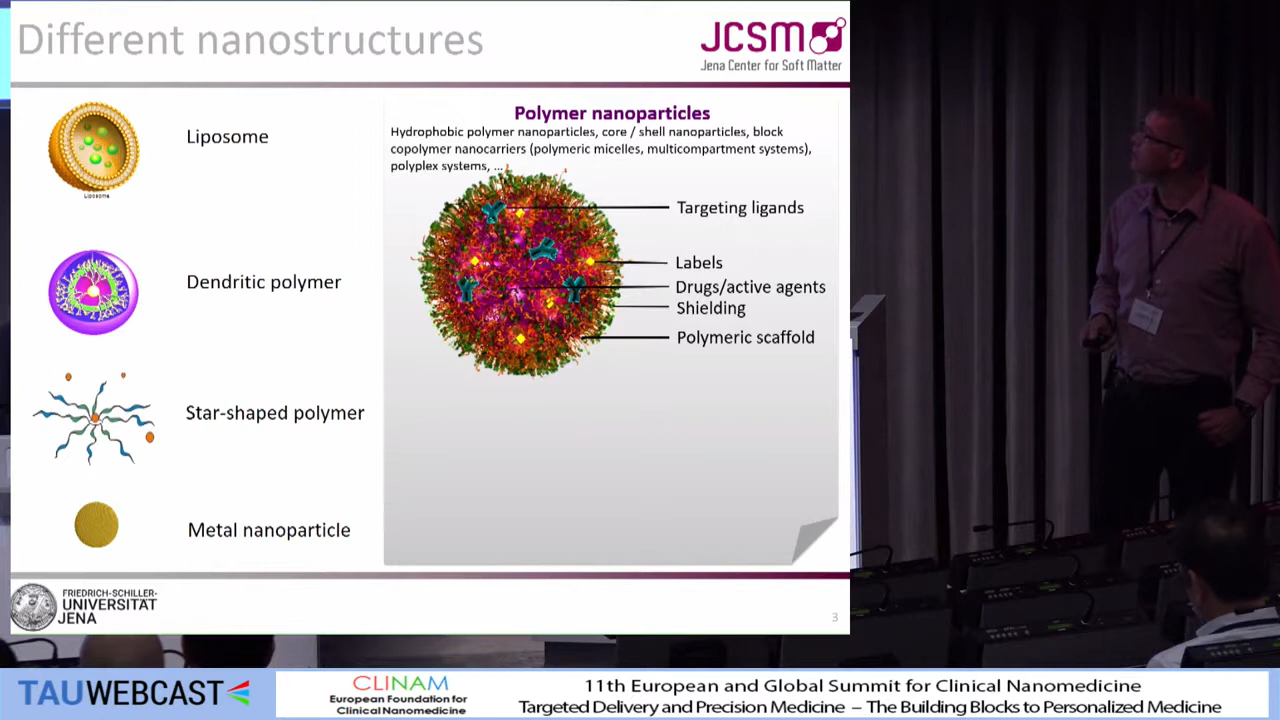 Different nanostructures
JCSM
Jena Center for Soft Matter
Liposome
Liposome
Dendritic polymer
Star-shaped polymer
Metal nanoparticle
Polymer nanoparticles
Hydrophobic polymer nanoparticles, core / shell nanoparticles, block
copolymer nanocarriers (polymeric micelles, multicompartment systems),
polyplex systems, ...
Targeting ligands
Labels
Drugs/active agents
Shielding
Polymeric scaffold
FRIEDRICH-SCHILLER-
UNIVERSITÄT
JENA
3
TAUWEBCAST
CLINAM
European Foundation for
Clinical Nanomedicine
11th European and Global Summit for Clinical Nanomedicine
Targeted Delivery and Precision Medicine – The Building Blocks to Personalized Medicine